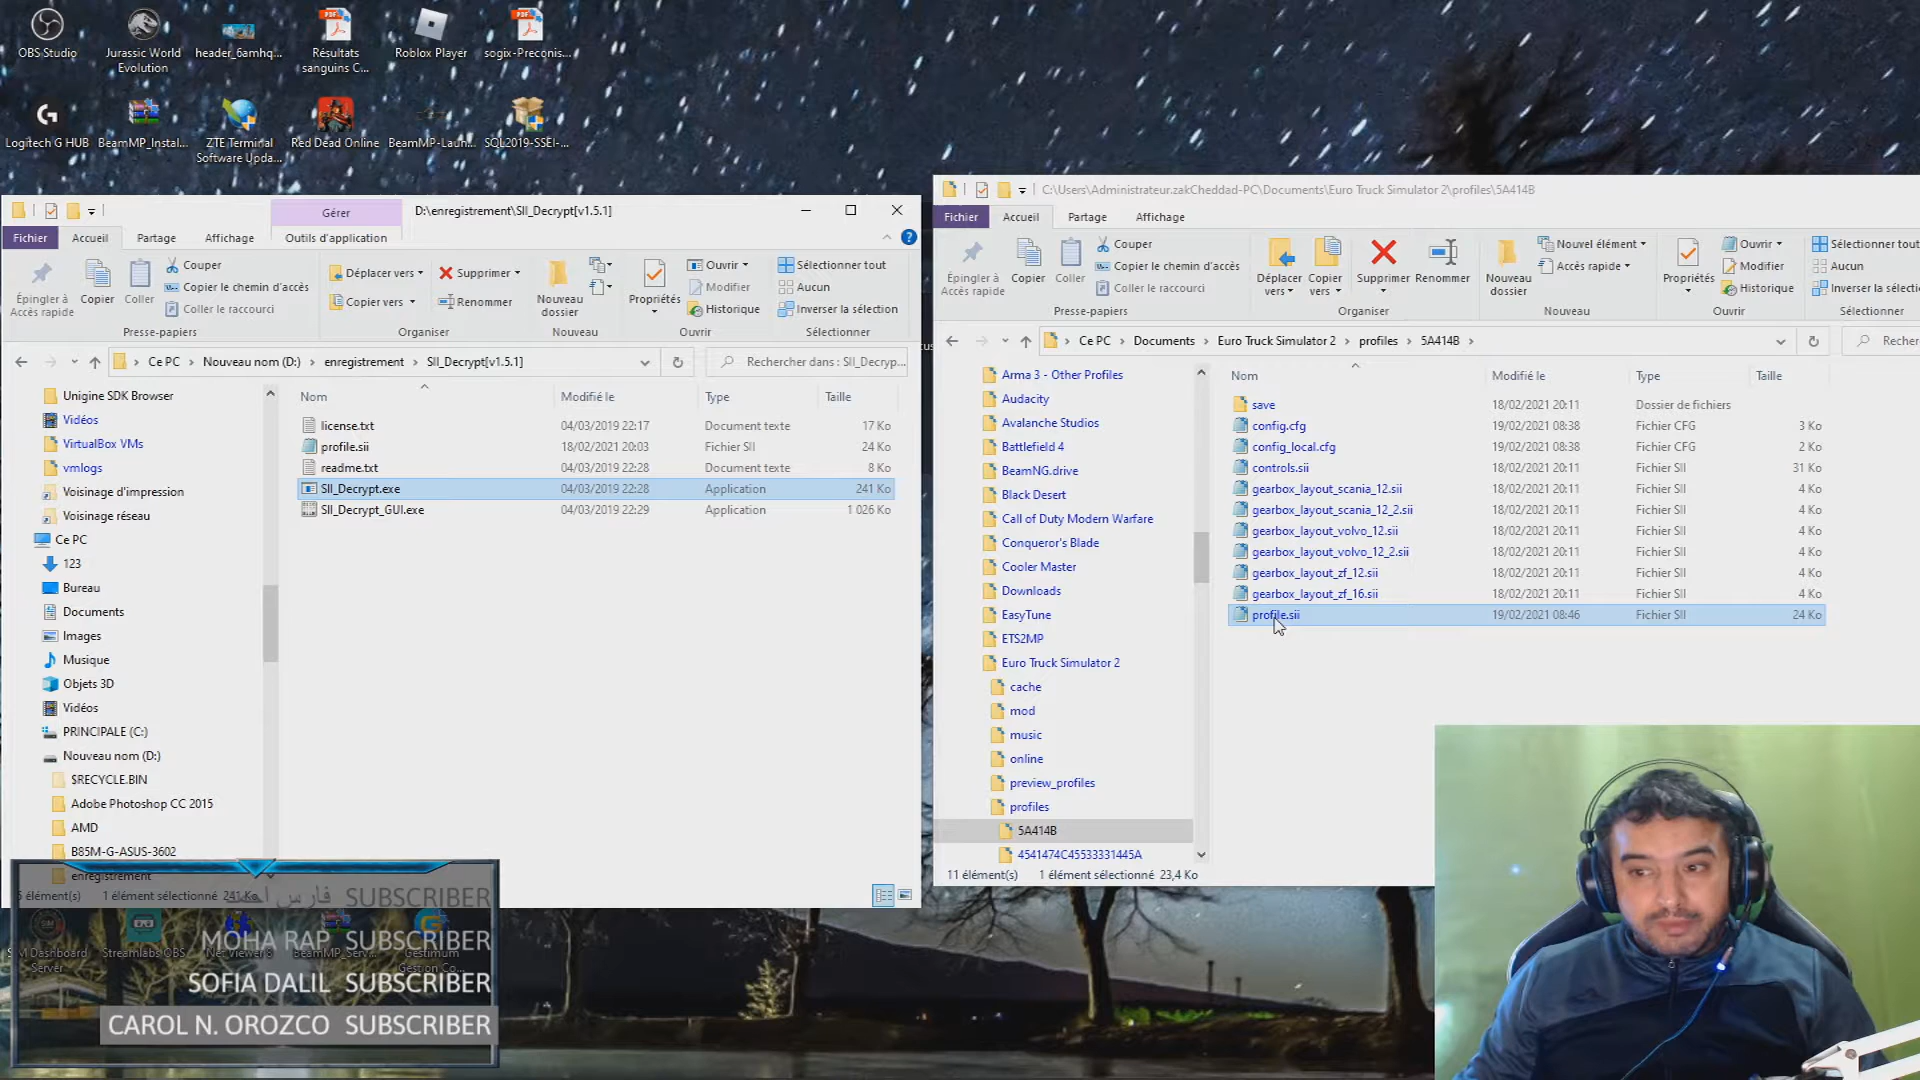 OBS Studio
Jurassic World
Evolution
header_6amhq...
Résultats
sanguins C...
Roblox Player
sogix-Preconis...
Logitech G HUB
BeamMP_Instal...
ZTE Terminal
Software Upda...
Red Dead Online
BeamMP-Laun...
SQL2019-SSEI-...
Gérer
D:\enregistrement\SII_Decrypt[v1.5.1]
Fichier
Accueil
Partage
Affichage
Outils d'application
Épingler à
Accès rapide
Copier
Coller
Couper
Copier le chemin d'accès
Coller le raccourci
Presse-papiers
Déplacer vers
Copier vers
Supprimer
Renommer
Organiser
Nouveau
dossier
Nouveau
Propriétés
Ouvrir
Modifier
Historique
Ouvrir
Sélectionner tout
Aucun
Inverser la sélection
Sélectionner
Ce PC
Nouveau nom (D:)
enregistrement
SII_Decrypt[v1.5.1]
Rechercher dans : SII_Decryp...
Unigine SDK Browser
Vidéos
VirtualBox VMs
vmlogs
Voisinage d'impression
Voisinage réseau
Ce PC
123
Bureau
Documents
Images
Musique
Objets 3D
Vidéos
PRINCIPALE (C:)
Nouveau nom (D:)
$RECYCLE.BIN
Adobe Photoshop CC 2015
AMD
B85M-G-ASUS-3602
enregistrement
Nom Modifié le Type Taille
license.txt 04/03/2019 22:17 Document texte 17 Ko
profile.sii 18/02/2021 20:03 Fichier SII 24 Ko
readme.txt 04/03/2019 22:28 Document texte 8 Ko
SII_Decrypt.exe 04/03/2019 22:28 Application 241 Ko
SII_Decrypt_GUI.exe 04/03/2019 22:29 Application 1 026 Ko
élément(s) 1 élément sélectionné 241 Ko
C:\Users\Administrateur.zakCheddad-PC\Documents\Euro Truck Simulator 2\profiles\5A414B
Fichier
Accueil
Partage
Affichage
Épingler à
Accès rapide
Copier
Coller
Couper
Copier le chemin d'accès
Coller le raccourci
Presse-papiers
Déplacer
vers
Copier
vers
Supprimer
Renommer
Organiser
Nouveau
dossier
Nouvel élément
Accès rapide
Nouveau
Propriétés
Ouvrir
Modifier
Historique
Ouvrir
Sélectionner tout
Aucun
Inverser la sélecti
Sélectionner
Ce PC
Documents
Euro Truck Simulator 2
profiles
5A414B
Recher
Arma 3 - Other Profiles
Audacity
Avalanche Studios
Battlefield 4
BeamNG.drive
Black Desert
Call of Duty Modern Warfare
Conqueror's Blade
Cooler Master
Downloads
EasyTune
ETS2MP
Euro Truck Simulator 2
cache
mod
music
online
preview_profiles
profiles
5A414B
4541474C45533331445A
Nom Modifié le Type Taille
save 18/02/2021 20:11 Dossier de fichiers
config.cfg 19/02/2021 08:38 Fichier CFG 3 Ko
config_local.cfg 19/02/2021 08:38 Fichier CFG 2 Ko
controls.sii 18/02/2021 20:11 Fichier SII 31 Ko
gearbox_layout_scania_12.sii 18/02/2021 20:11 Fichier SII 4 Ko
gearbox_layout_scania_12_2.sii 18/02/2021 20:11 Fichier SII 4 Ko
gearbox_layout_volvo_12.sii 18/02/2021 20:11 Fichier SII 4 Ko
gearbox_layout_volvo_12_2.sii 18/02/2021 20:11 Fichier SII 4 Ko
gearbox_layout_zf_12.sii 18/02/2021 20:11 Fichier SII 4 Ko
gearbox_layout_zf_16.sii 18/02/2021 20:11 Fichier SII 4 Ko
profile.sii 19/02/2021 08:46 Fichier SII 24 Ko
11 élément(s) 1 élément sélectionné 23,4 Ko
SUBSCRIBER
MOHA RAP SUBSCRIBER
SOFIA DALIL SUBSCRIBER
CAROL N. OROZCO SUBSCRIBER
Dashboard
Server
Streamlabs OBS
Net Viewer
BeamMP_Serv...
Gestimum
Gestion Co...